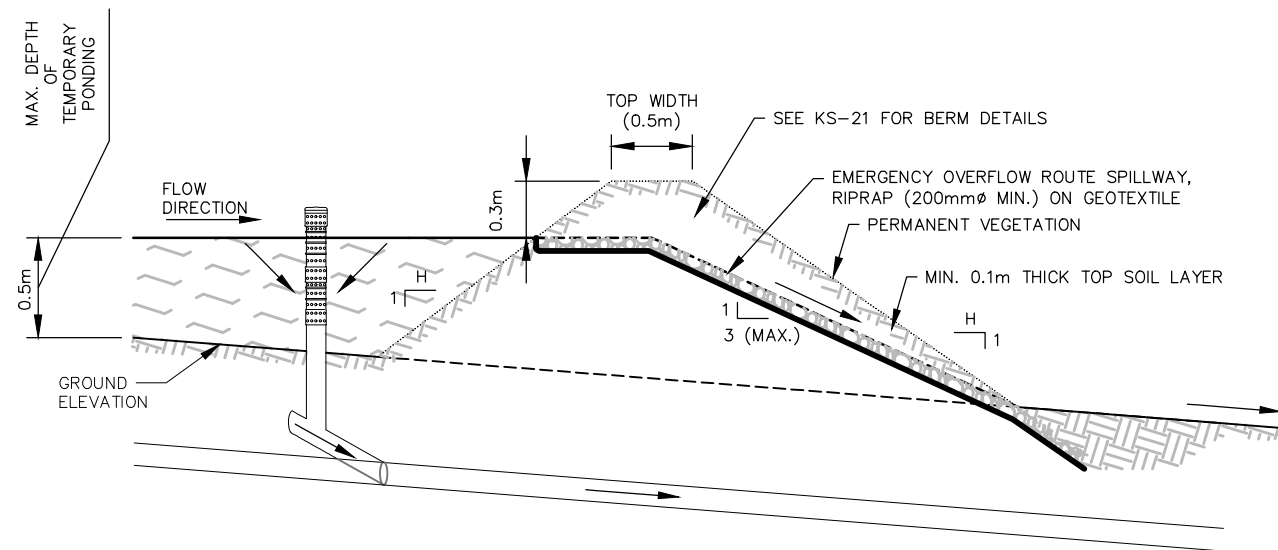 MAX. DEPTH
OF
TEMPORARY
PONDING
TOP WIDTH
(0.5m)
SEE KS-21 FOR BERM DETAILS
EMERGENCY OVERFLOW ROUTE SPILLWAY,
RIPRAP (200mmø MIN.) ON GEOTEXTILE
PERMANENT VEGETATION
FLOW
DIRECTION
0.3m
MIN. 0.1m THICK TOP SOIL LAYER
0.5m
H
1
1
3 (MAX.)
H
1
GROUND
ELEVATION